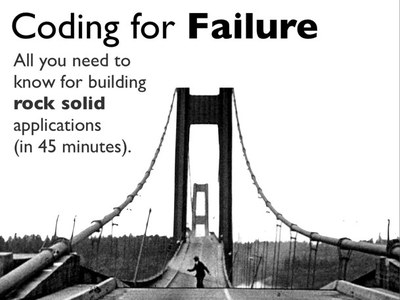 Coding for Failure
All you need to
know for building
rock solid
applications
(in 45 minutes).